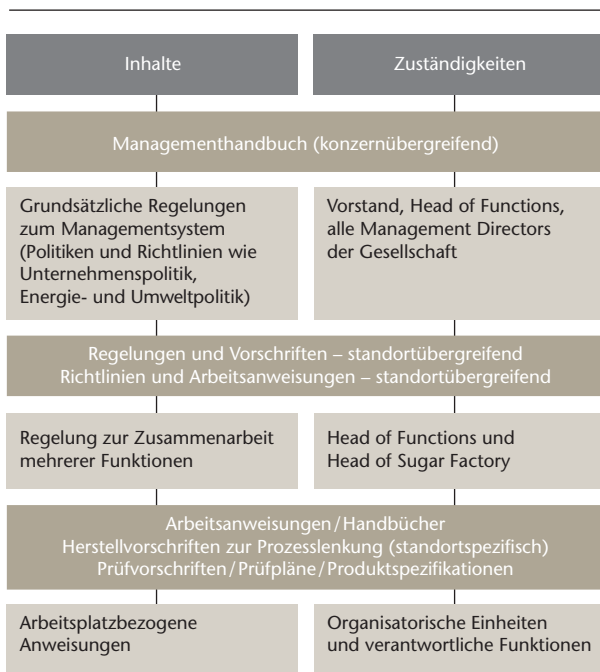 Inhalte
Zuständigkeiten
Managementhandbuch (konzernübergreifend)
Grundsätzliche Regelungen
zum Managementsystem
(Politiken und Richtlinien wie
Unternehmenspolitik,
Energie- und Umweltpolitik)
Vorstand, Head of Functions,
alle Management Directors
der Gesellschaft
Regelungen und Vorschriften – standortübergreifend
Richtlinien und Arbeitsanweisungen – standortübergreifend
Regelung zur Zusammenarbeit
mehrerer Funktionen
Head of Functions und
Head of Sugar Factory
Arbeitsanweisungen/Handbücher
Herstellvorschriften zur Prozesslenkung (standortspezifisch)
Prüfvorschriften/Prüfpläne/Produktspezifikationen
Arbeitsplatzbezogene
Anweisungen
Organisatorische Einheiten
und verantwortliche Funktionen